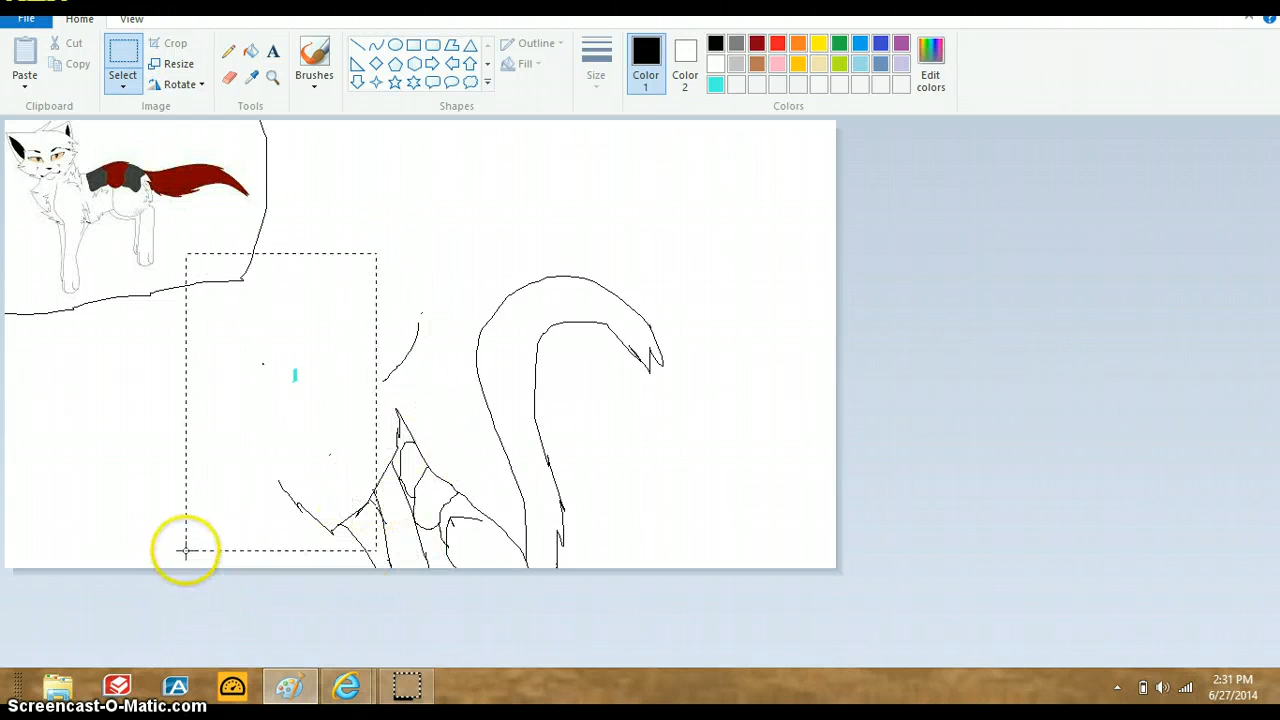 File Home View
Paste
Cut
Copy
Clipboard
Select
Crop
Resize
Rotate
Image
Tools
Brushes
Shapes
Outline
Fill
Size
Color
1
Color
2
Edit
colors
Colors
2:31 PM
6/27/2014
Screencast-O-Matic.com